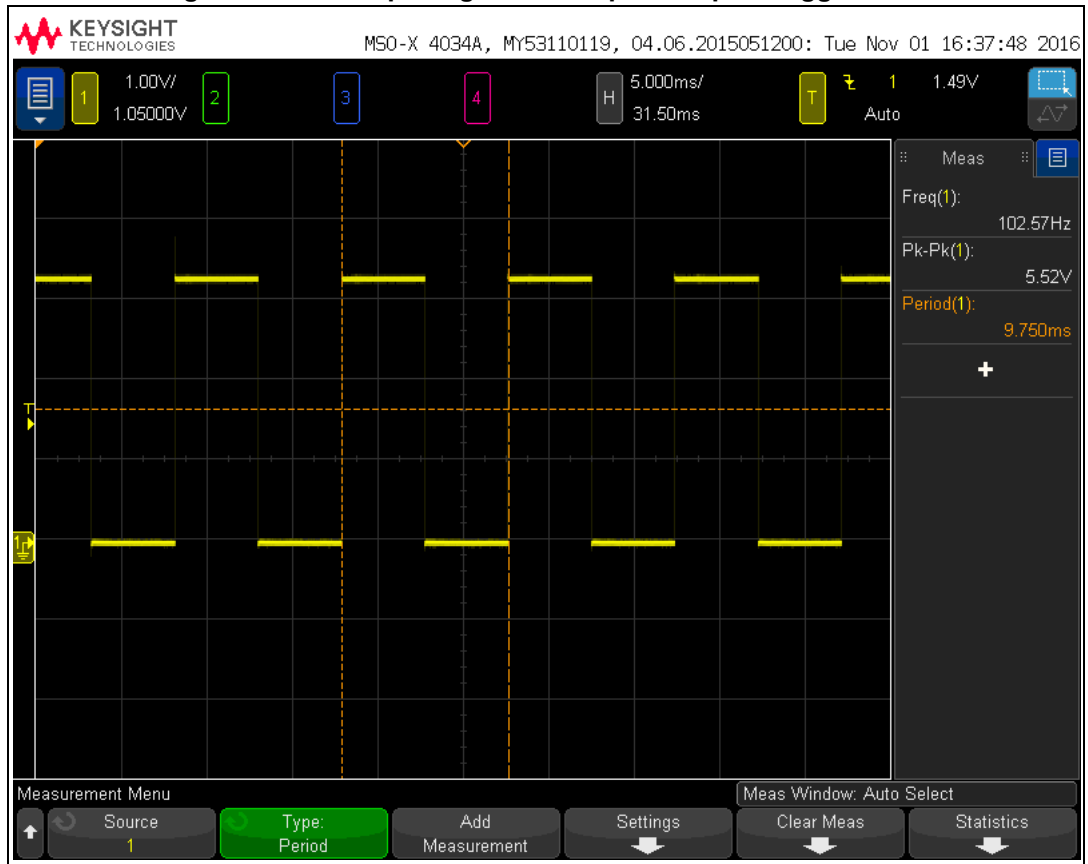 KEYSIGHT
TECHNOLOGIES
MSO-X 4034A, MY53110119, 04.06.2015051200: Tue Nov 01 16:37:48 2016
1 1.00V/ 2 3 4 H 5.000ms/ T 1 1.49V
1.05000V 31.50ms Auto
Meas
Freq(1):
102.57Hz
Pk-Pk(1):
5.52V
Period(1):
9.750ms
+
T
1
Measurement Menu
Meas Window: Auto Select
Source
1
Type:
Period
Add
Measurement
Settings
Clear Meas
Statistics